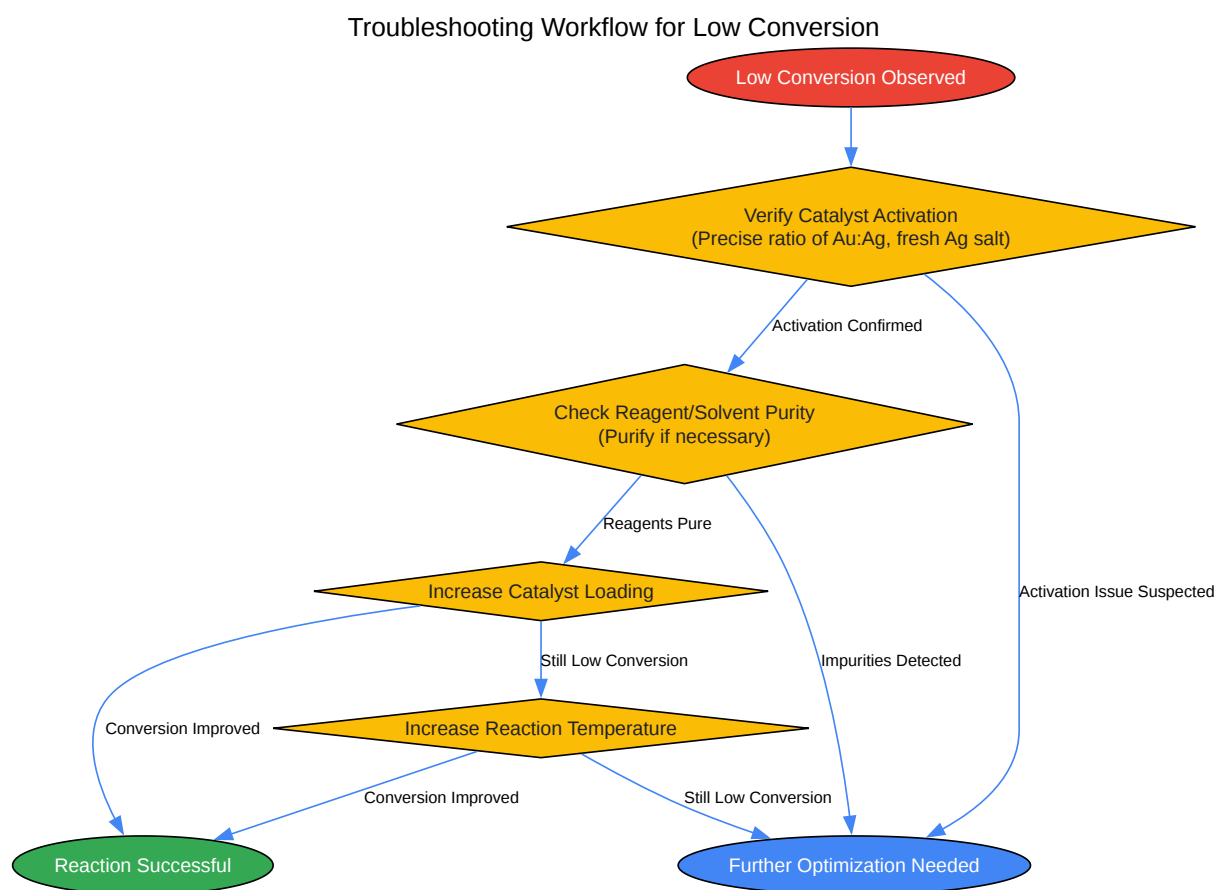 Troubleshooting Workflow for Low Conversion
Low Conversion Observed
Verify Catalyst Activation
(Precise ratio of Au:Ag, fresh Ag salt)
Activation Confirmed
Check Reagent/Solvent Purity
(Purify if necessary)
Reagents Pure
Increase Catalyst Loading
Activation Issue Suspected
Still Low Conversion
Impurities Detected
Conversion Improved
Increase Reaction Temperature
Conversion Improved
Still Low Conversion
Reaction Successful
Further Optimization Needed